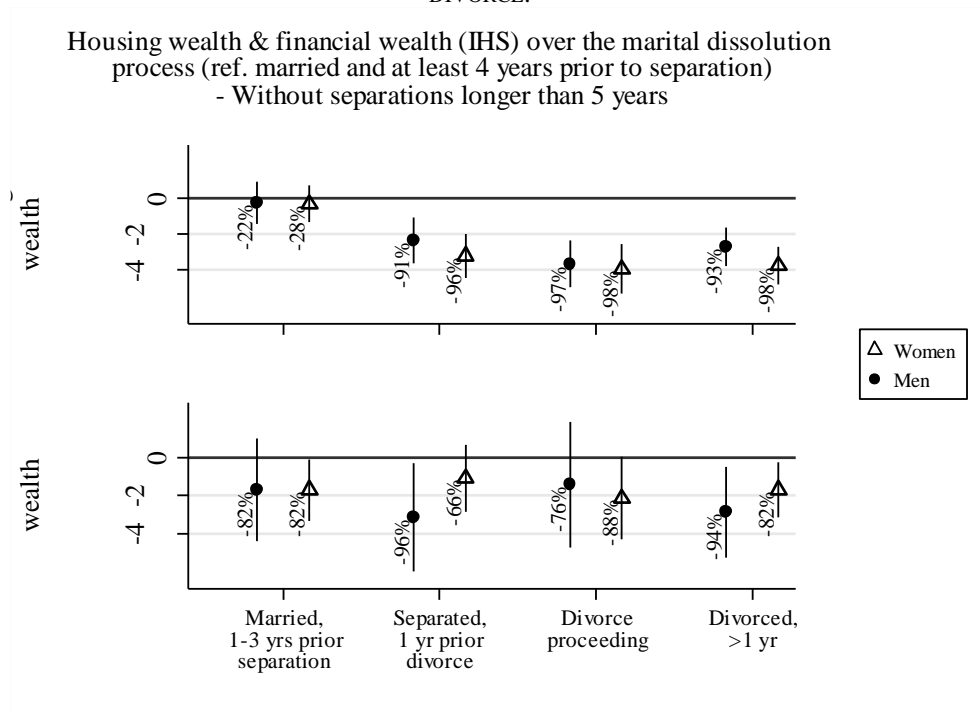 DIVORCE.
Housing wealth & financial wealth (IHS) over the marital dissolution
process (ref. married and at least 4 years prior to separation)
- Without separations longer than 5 years
wealth
0
-2
-4
-22%
-28%
-91%
-96%
-97%
-98%
-93%
-98%
Women
Men
wealth
0
-2
-4
-82%
-82%
-96%
-66%
-76%
-88%
-94%
-82%
Married,
1-3 yrs prior
separation
Separated,
1 yr prior
divorce
Divorce
proceeding
Divorced,
>1 yr